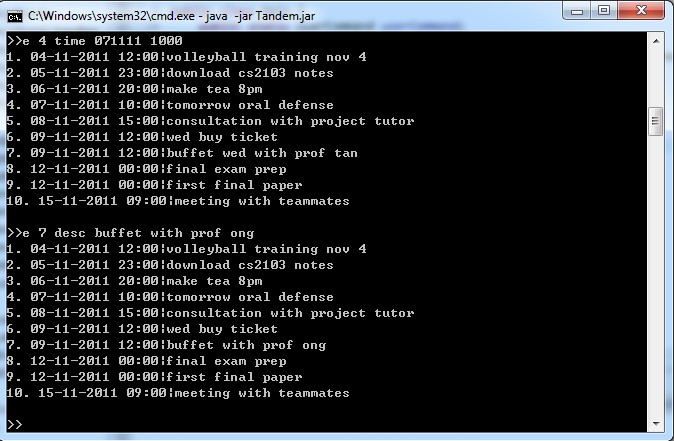 C:\Windows\system32\cmd.exe - java -jar Tandem.jar
>>e 4 time 071111 1000
1. 04-11-2011 12:00¦volleyball training nov 4
2. 05-11-2011 23:00¦download cs2103 notes
3. 06-11-2011 20:00¦make tea 8pm
4. 07-11-2011 10:00¦tomorrow oral defense
5. 08-11-2011 15:00¦consultation with project tutor
6. 09-11-2011 12:00¦wed buy ticket
7. 09-11-2011 12:00¦buffet wed with prof tan
8. 12-11-2011 00:00¦final exam prep
9. 12-11-2011 00:00¦first final paper
10. 15-11-2011 09:00¦meeting with teammates
>>e 7 desc buffet with prof ong
1. 04-11-2011 12:00¦volleyball training nov 4
2. 05-11-2011 23:00¦download cs2103 notes
3. 06-11-2011 20:00¦make tea 8pm
4. 07-11-2011 10:00¦tomorrow oral defense
5. 08-11-2011 15:00¦consultation with project tutor
6. 09-11-2011 12:00¦wed buy ticket
7. 09-11-2011 12:00¦buffet with prof ong
8. 12-11-2011 00:00¦final exam prep
9. 12-11-2011 00:00¦first final paper
10. 15-11-2011 09:00¦meeting with teammates
>>